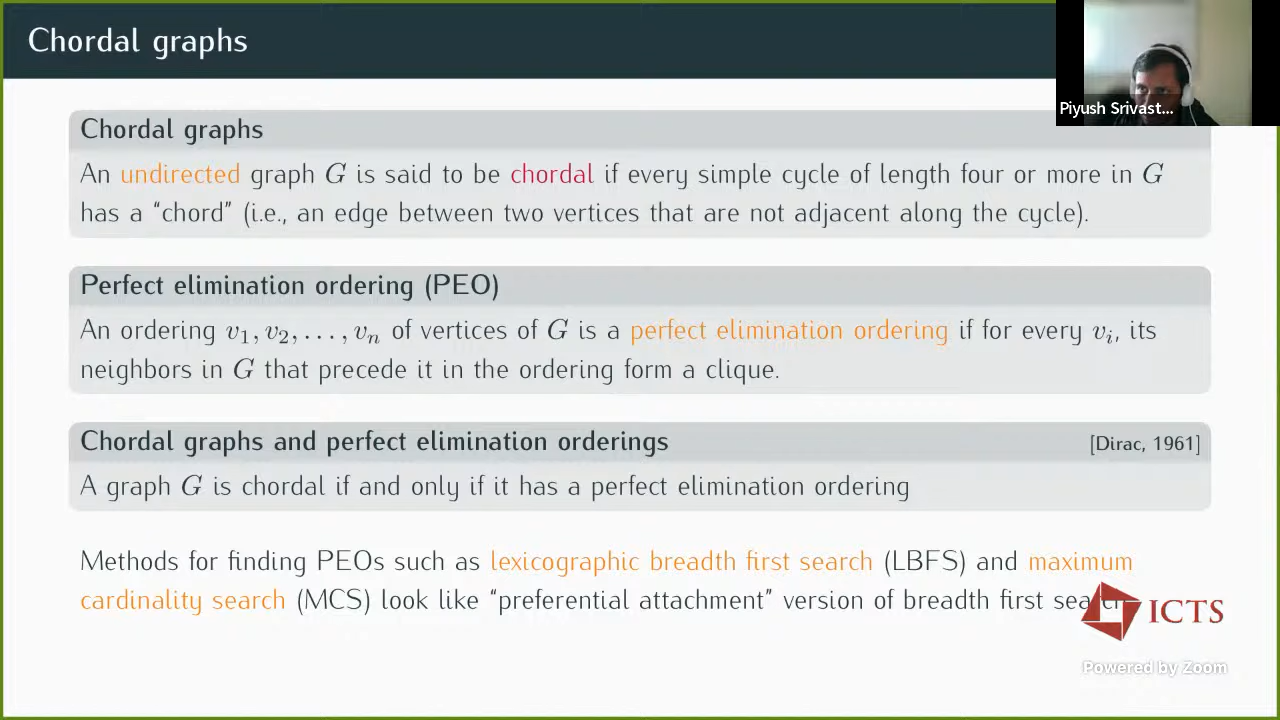 Chordal graphs
Piyush Srivast...
Chordal graphs
An undirected graph G is said to be chordal if every simple cycle of length four or more in G
has a “chord” (i.e., an edge between two vertices that are not adjacent along the cycle).
Perfect elimination ordering (PEO)
An ordering v₁, v₂, . . . , vₙ of vertices of G is a perfect elimination ordering if for every vᵢ, its
neighbors in G that precede it in the ordering form a clique.
Chordal graphs and perfect elimination orderings [Dirac, 1961]
A graph G is chordal if and only if it has a perfect elimination ordering
Methods for finding PEOs such as lexicographic breadth first search (LBFS) and maximum
cardinality search (MCS) look like “preferential attachment” version of breadth first search
ICTS
Powered by Zoom